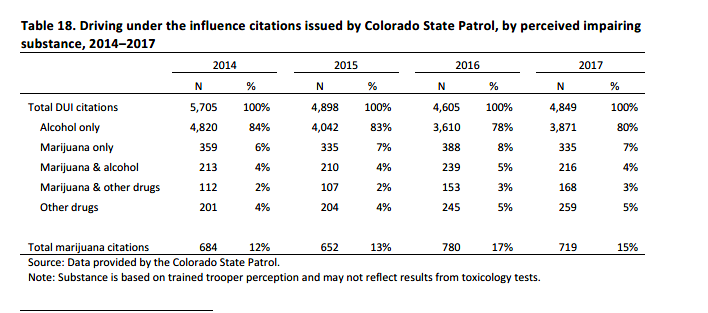 Table 18. Driving under the influence citations issued by Colorado State Patrol, by perceived impairing
substance, 2014–2017
2014 2015 2016 2017
N % N % N % N %
Total DUI citations 5,705 100% 4,898 100% 4,605 100% 4,849 100%
Alcohol only 4,820 84% 4,042 83% 3,610 78% 3,871 80%
Marijuana only 359 6% 335 7% 388 8% 335 7%
Marijuana & alcohol 213 4% 210 4% 239 5% 216 4%
Marijuana & other drugs 112 2% 107 2% 153 3% 168 3%
Other drugs 201 4% 204 4% 245 5% 259 5%
Total marijuana citations 684 12% 652 13% 780 17% 719 15%
Source: Data provided by the Colorado State Patrol.
Note: Substance is based on trained trooper perception and may not reflect results from toxicology tests.